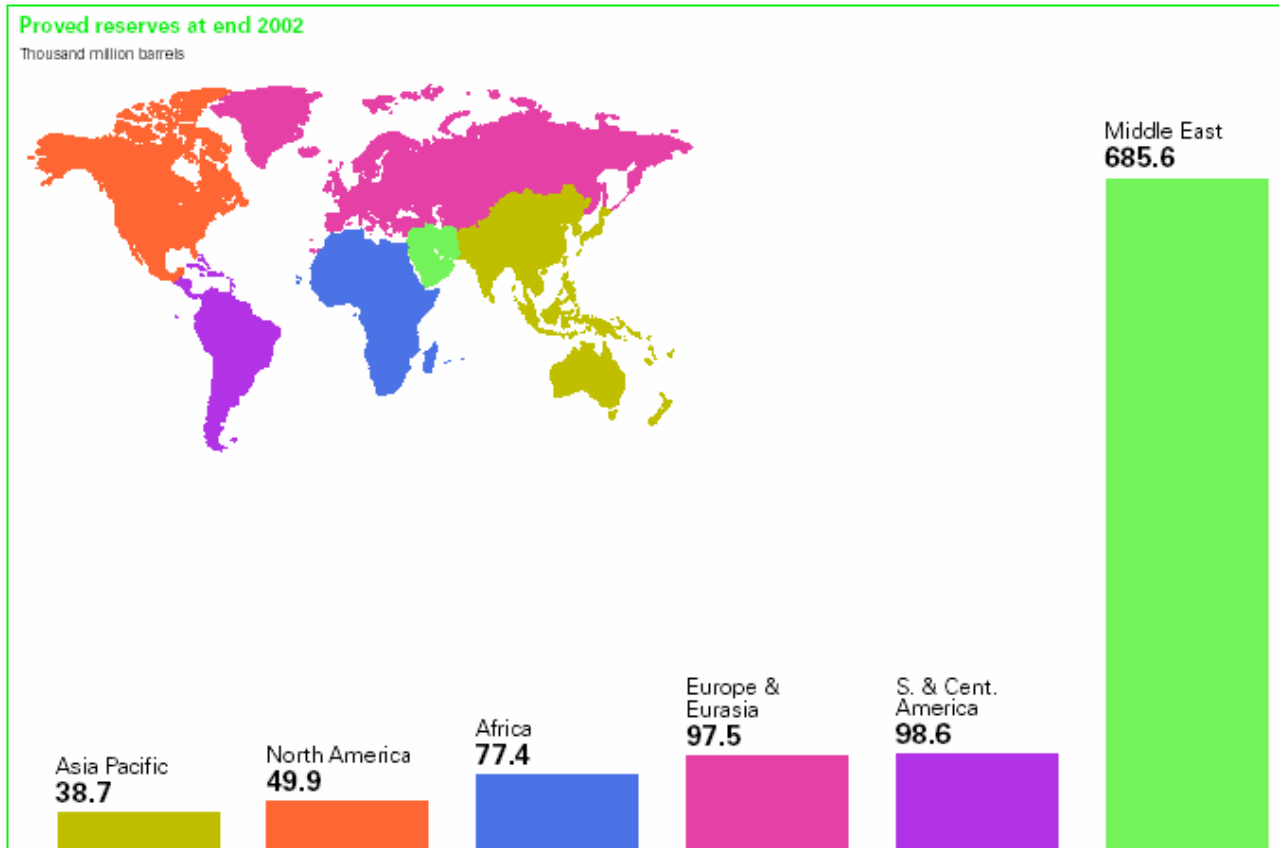 Proved reserves at end 2002
Thousand million barrels
Middle East
685.6
Europe &
Eurasia
97.5
S. & Cent.
America
98.6
Africa
77.4
North America
49.9
Asia Pacific
38.7